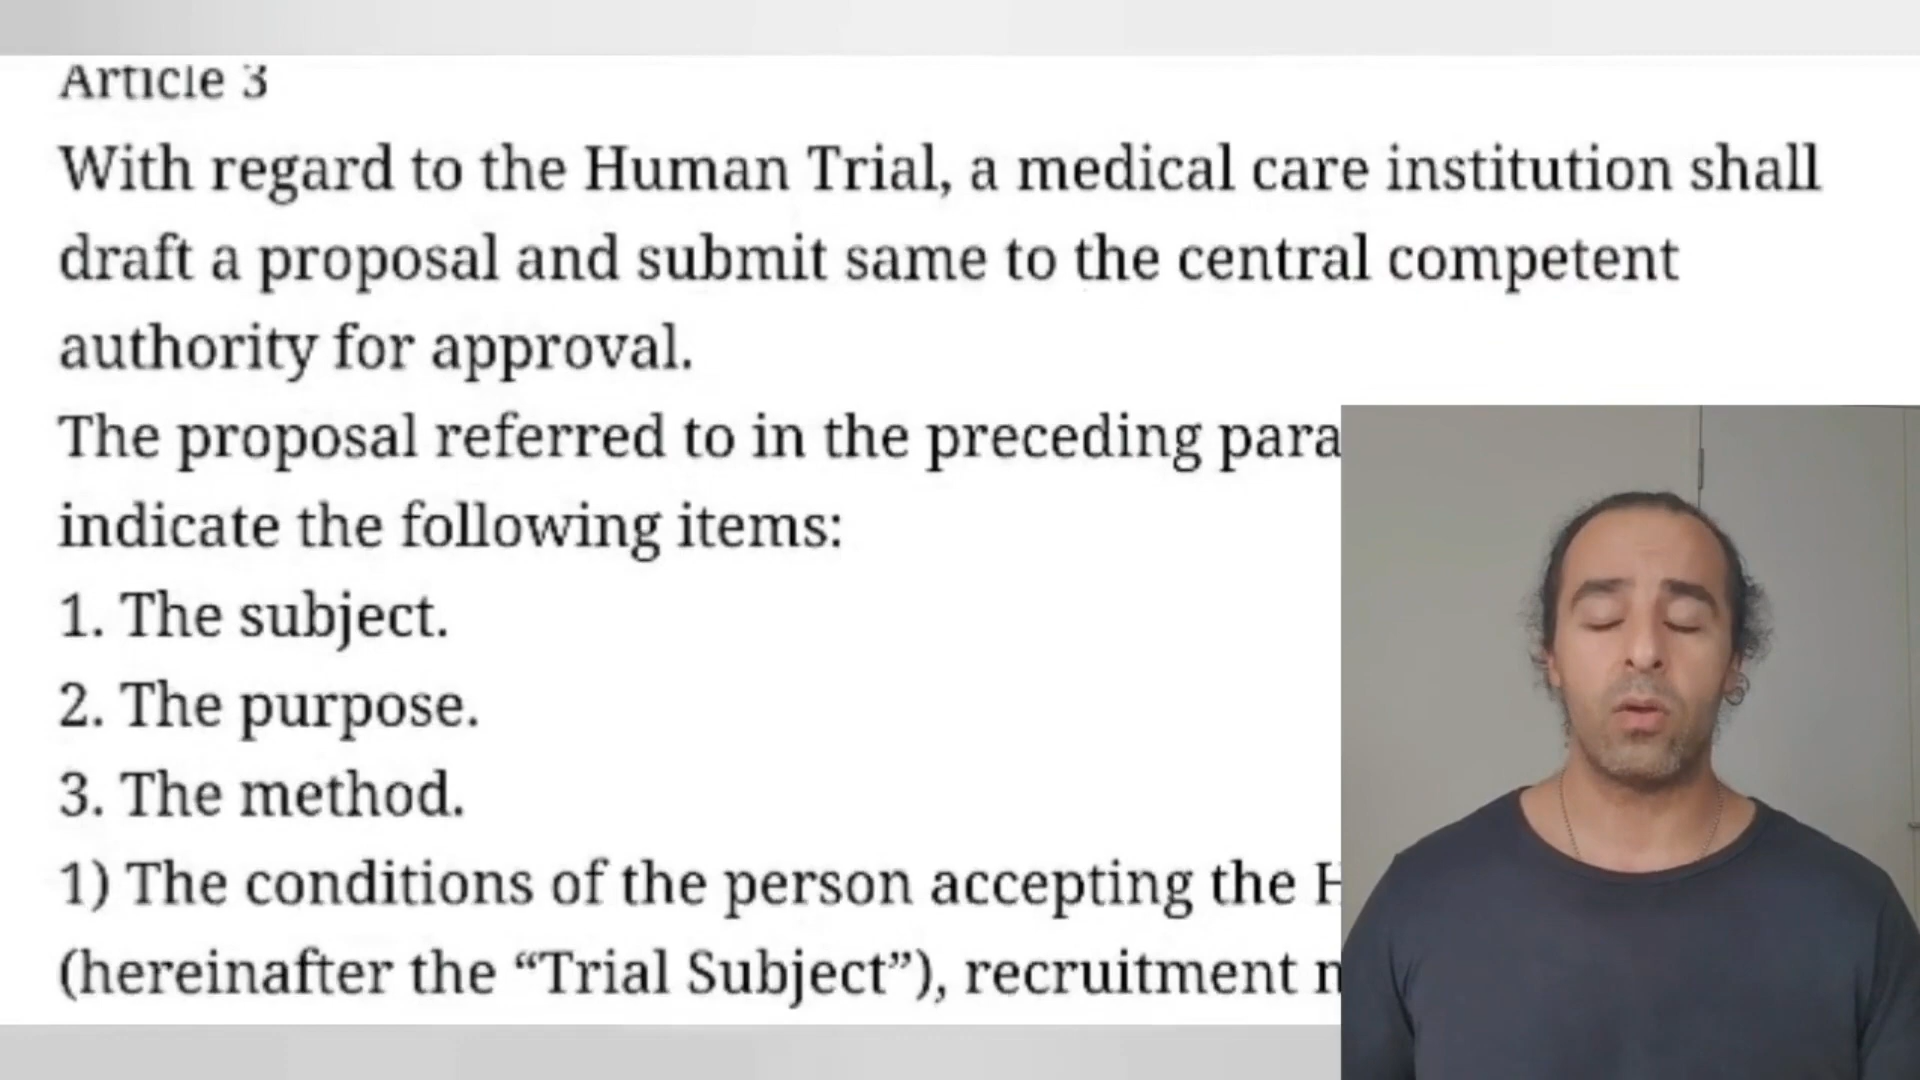 Article 3
With regard to the Human Trial, a medical care institution shall
draft a proposal and submit same to the central competent
authority for approval.
The proposal referred to in the preceding para
indicate the following items:
1. The subject.
2. The purpose.
3. The method.
1) The conditions of the person accepting the
(hereinafter the “Trial Subject”), recruitment